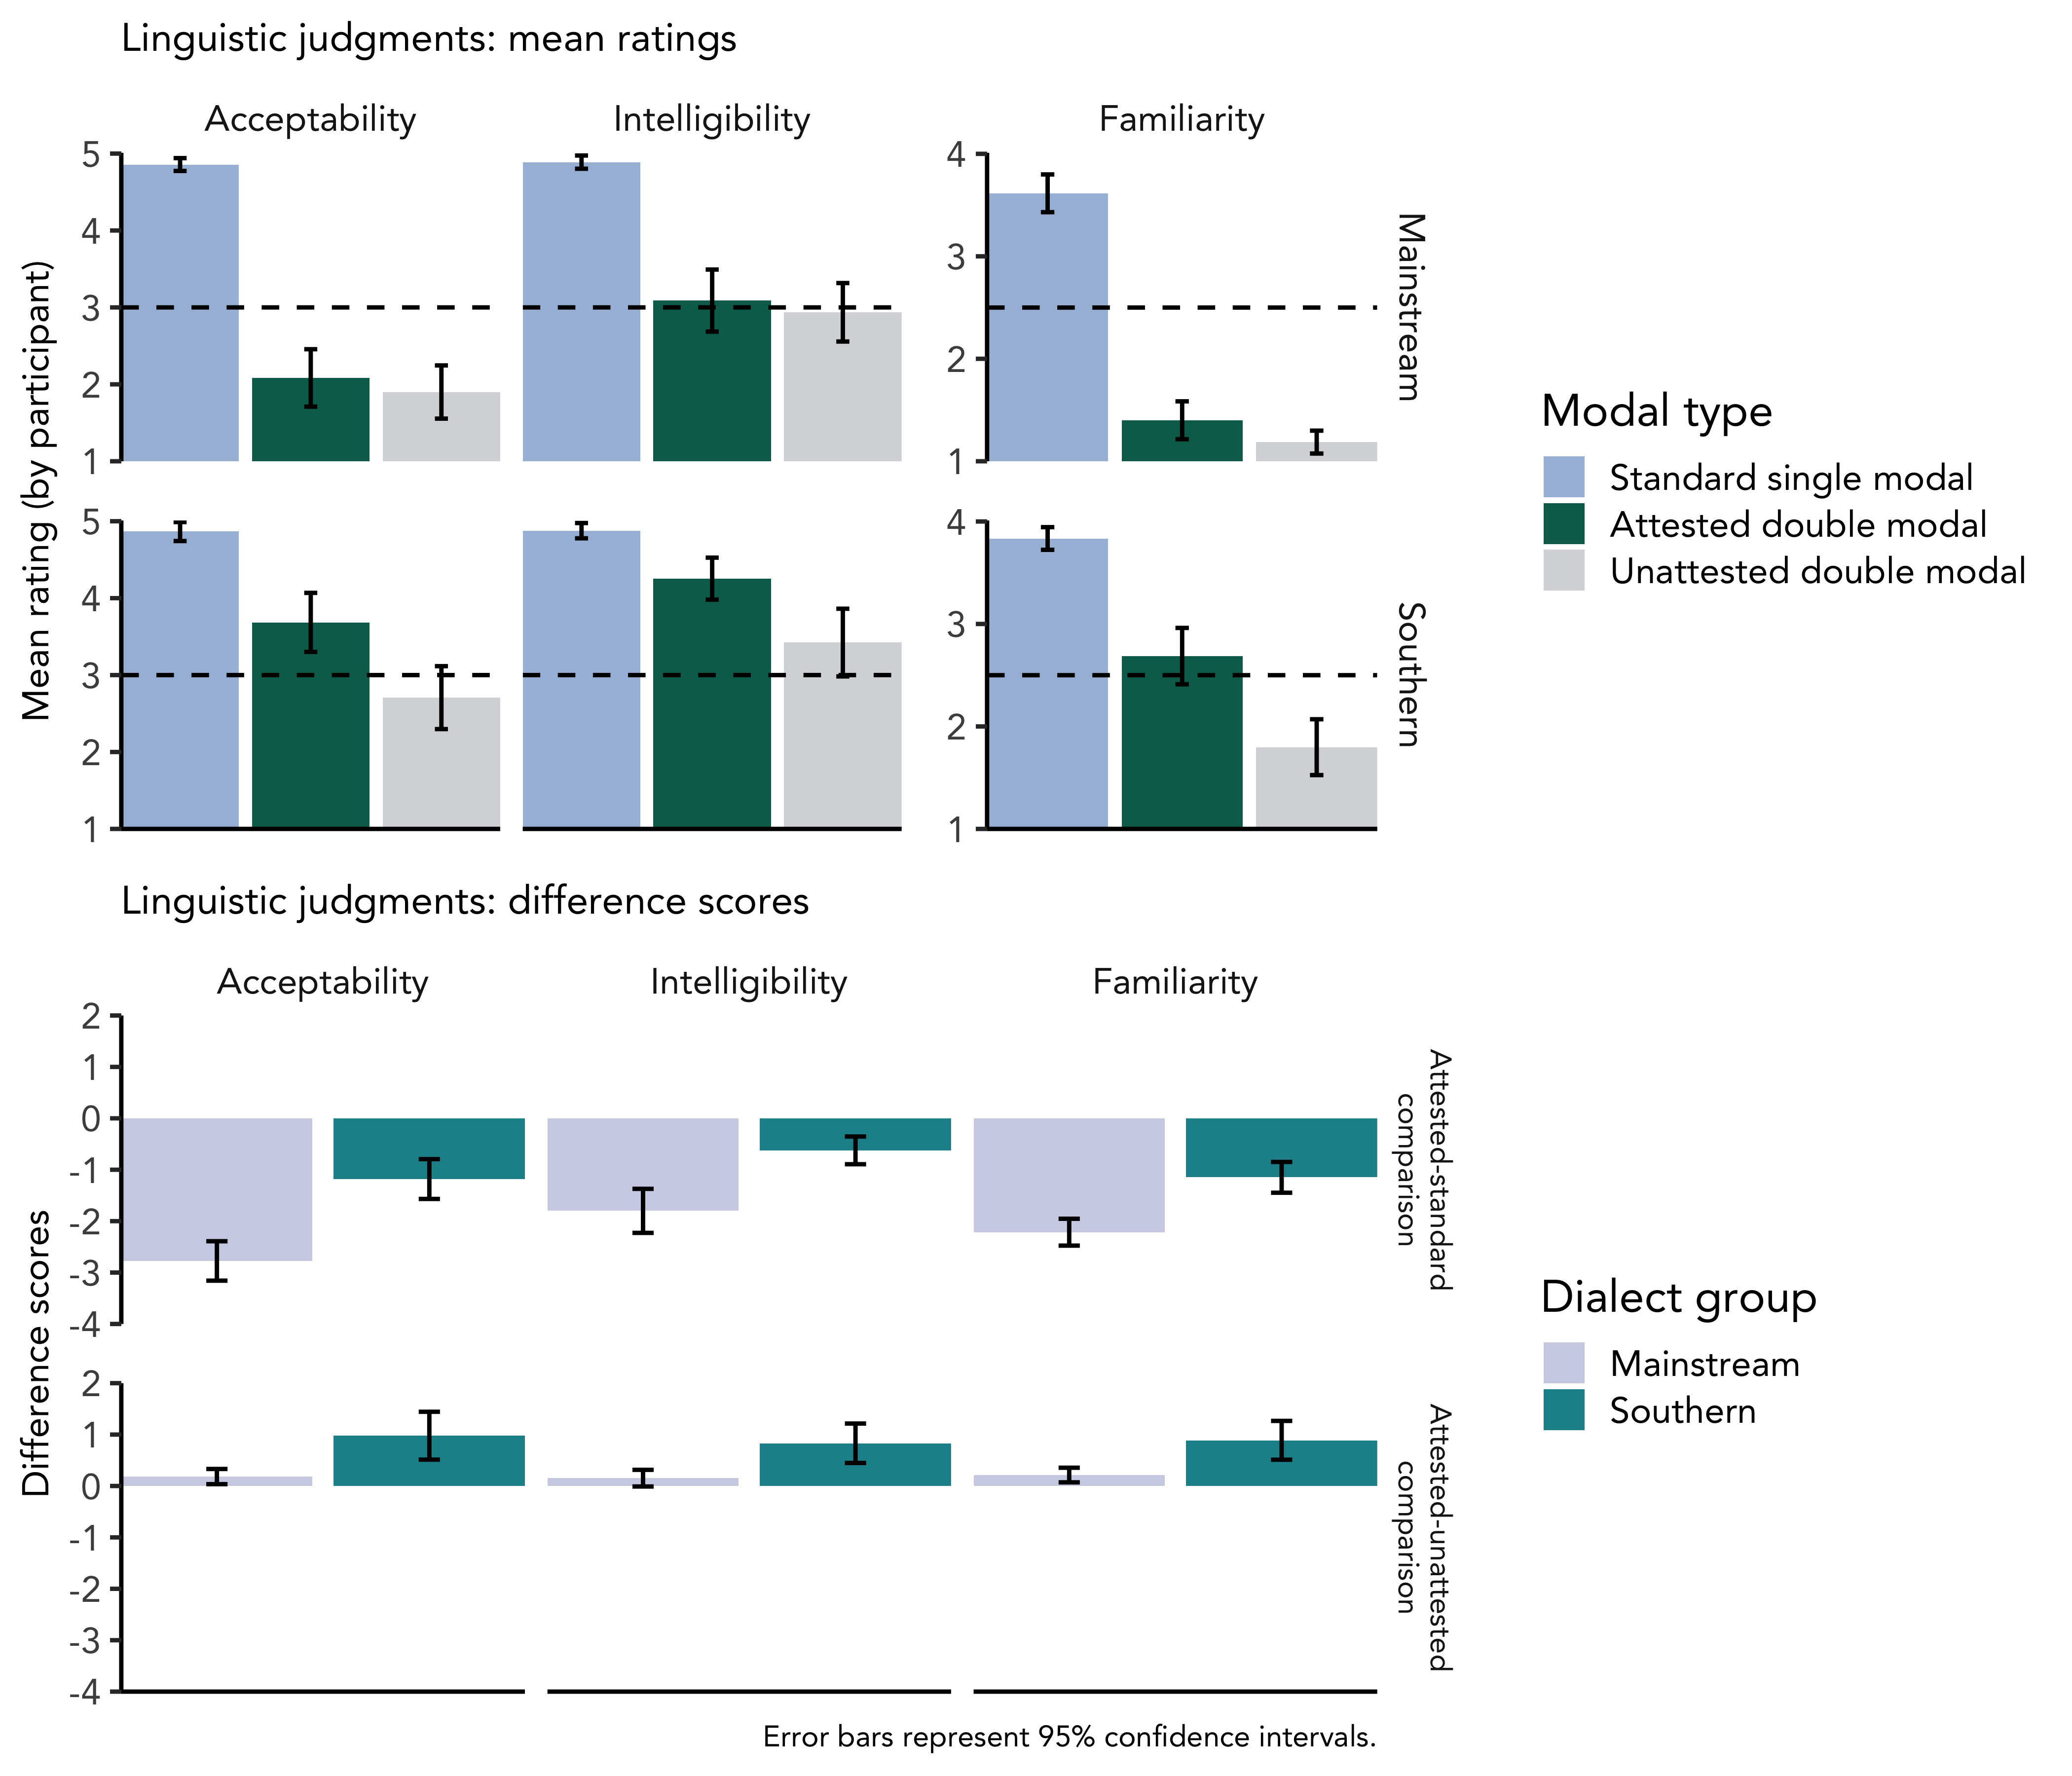 Linguistic judgments: mean ratings
Acceptability
Intelligibility
Familiarity
Mean rating (by participant)
5
4
3
2
1
4
3
2
1
Mainstream
5
4
3
2
1
4
3
2
1
Southern
Modal type
Standard single modal
Attested double modal
Unattested double modal
Linguistic judgments: difference scores
Acceptability
Intelligibility
Familiarity
Difference scores
2
1
0
-1
-2
-3
-4
Attested-standard
comparison
2
1
0
-1
-2
-3
-4
Attested-unattested
comparison
Dialect group
Mainstream
Southern
Error bars represent 95% confidence intervals.